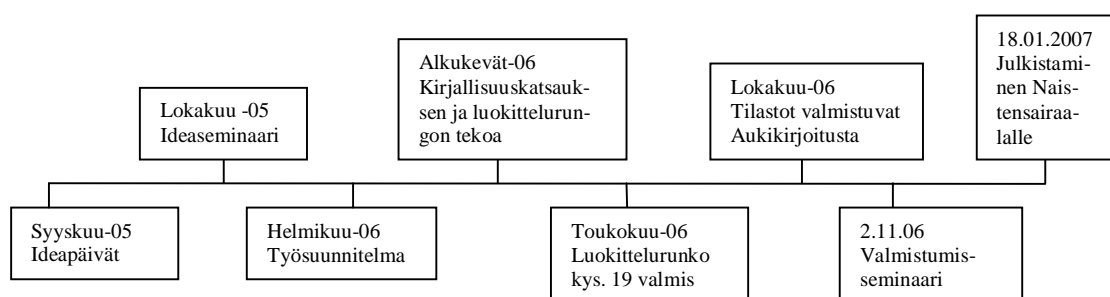 18.01.2007
Julkistami-
nen Nais-
tensairaa-
lalle
Alkukevät-06
Kirjallisuuskatsauk-
sen ja luokittelurun-
gon tekoa
Lokakuu-06
Tilastot valmistuvat
Aukikirjoitusta
Lokakuu -05
Ideaseminaari
Syyskuu-05
Ideapäivät
Helmikuu-06
Työsuunnitelma
Toukokuu-06
Luokittelurunko
kys. 19 valmis
2.11.06
Valmistumis-
seminaari